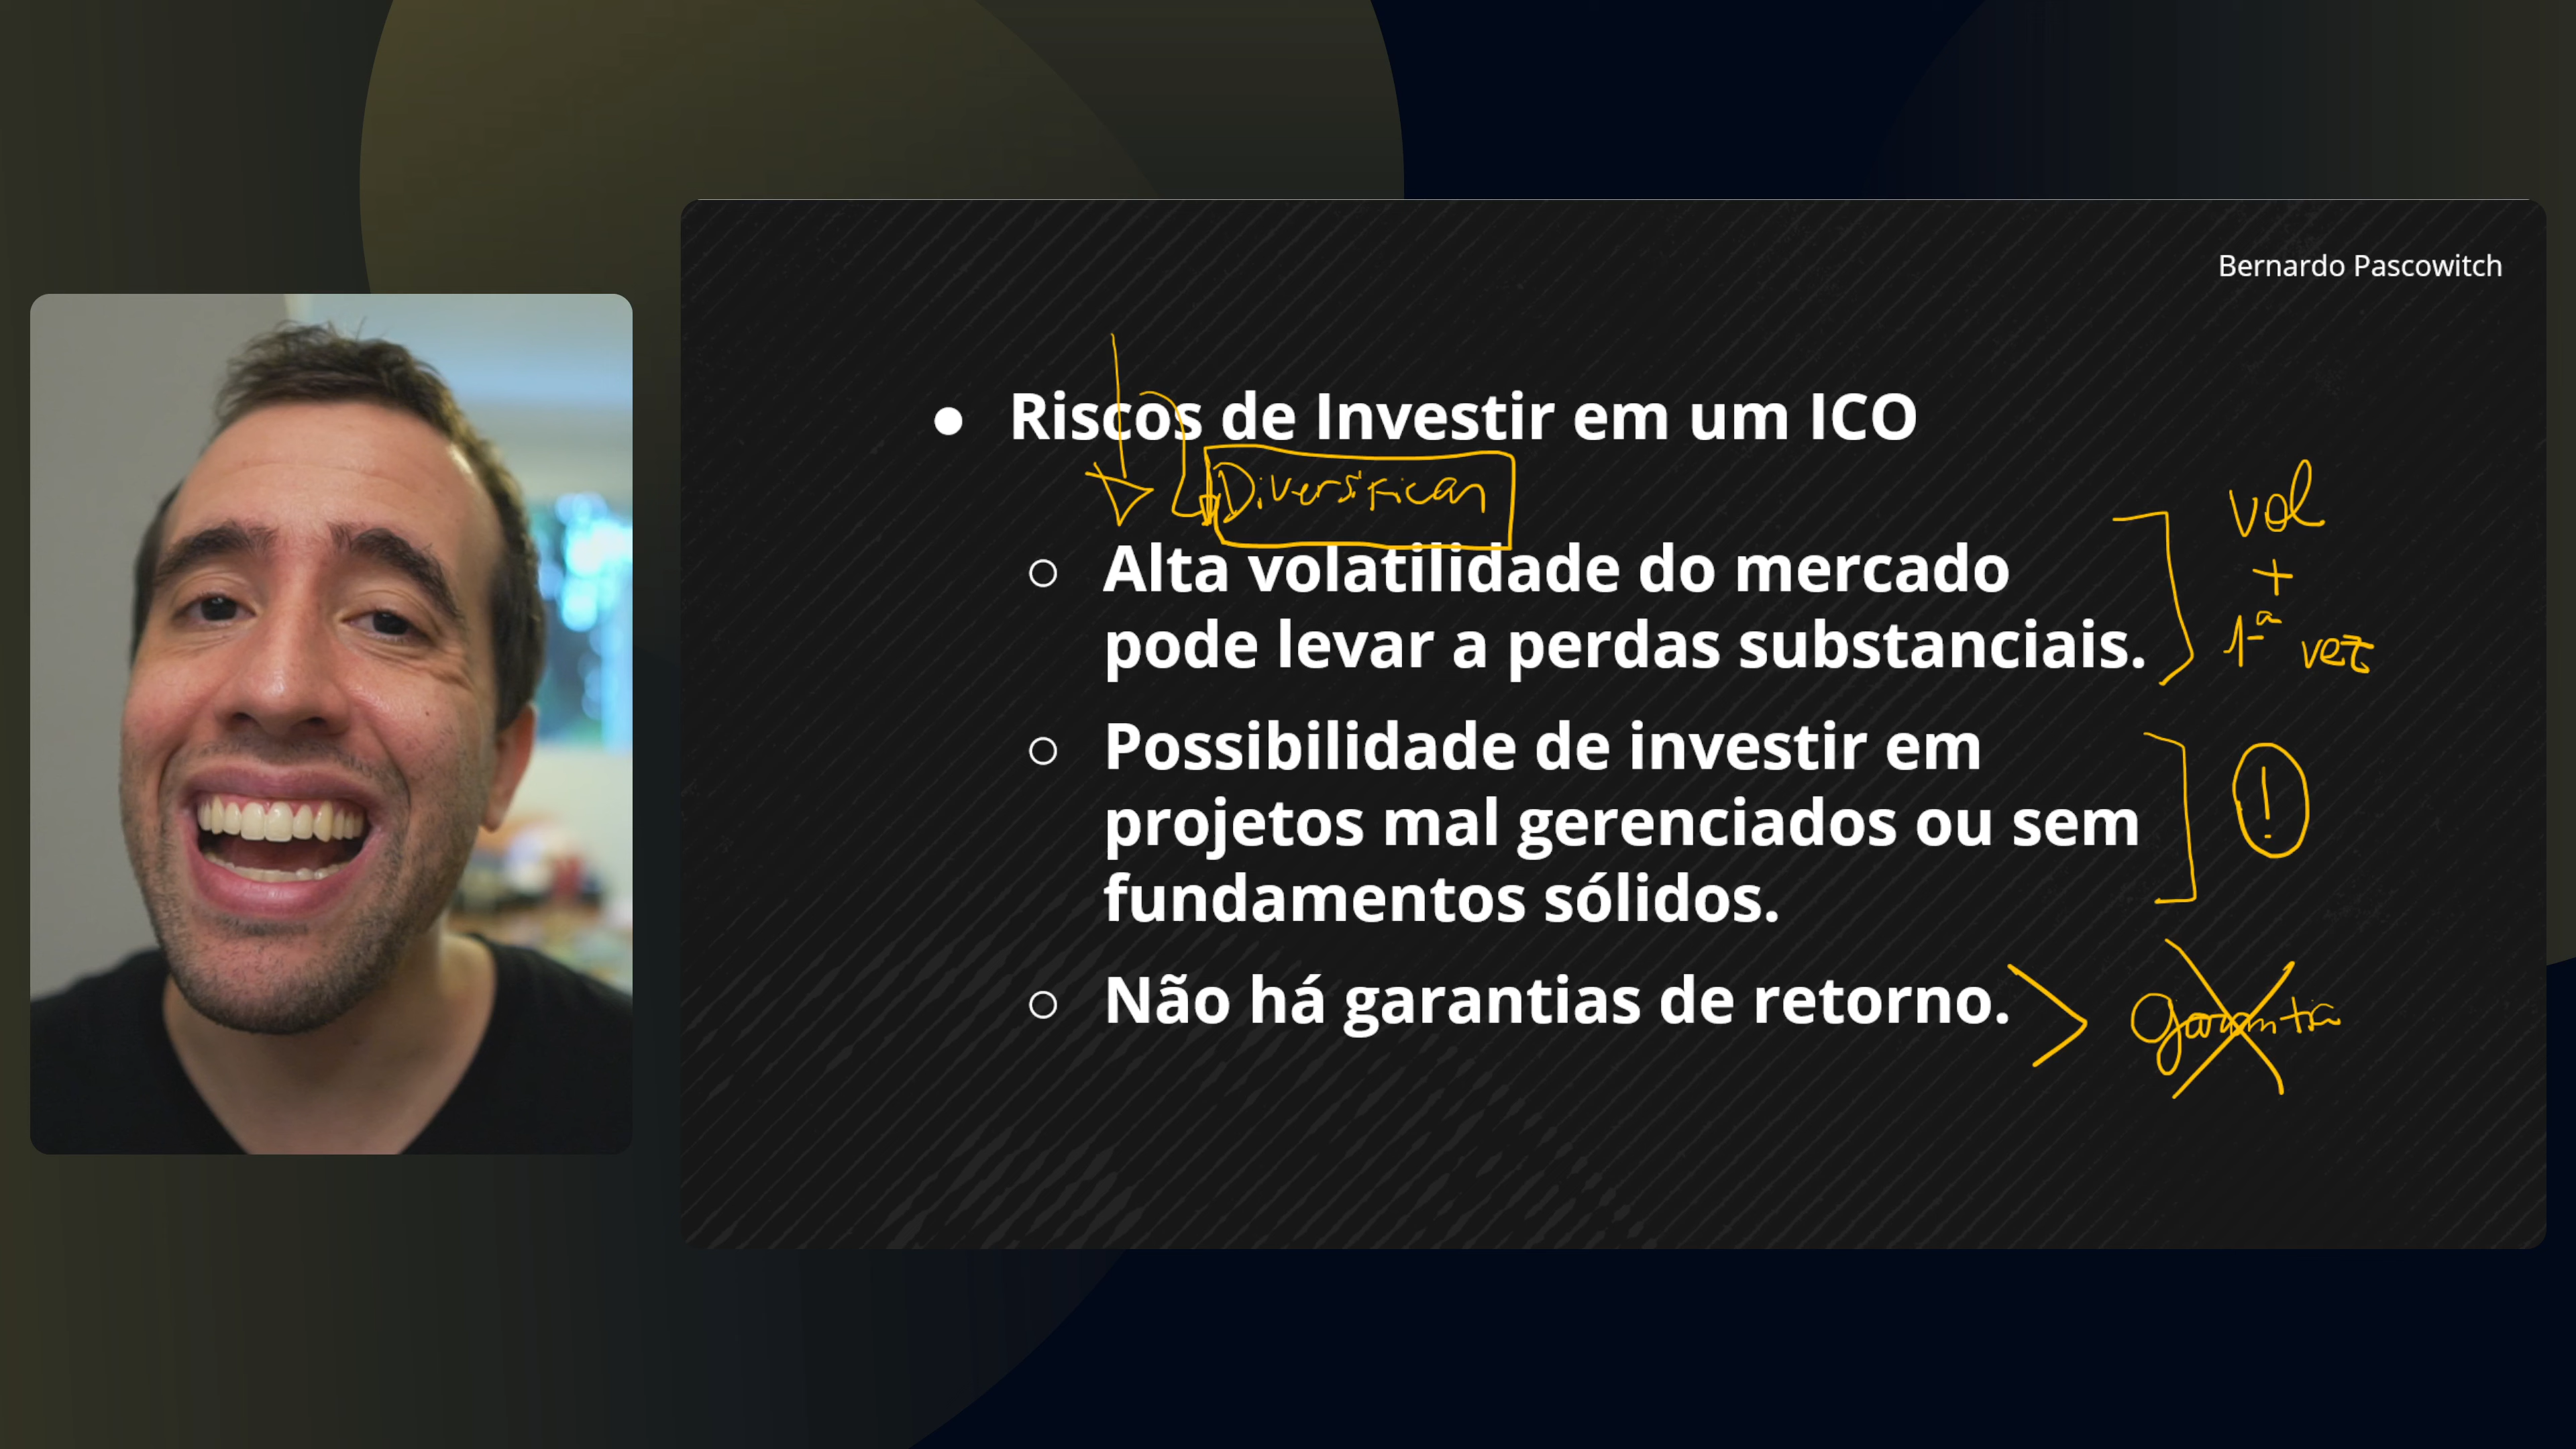 Bernardo Pascowitch
● Riscos de Investir em um ICO
Diversificar
○ Alta volatilidade do mercado
pode levar a perdas substanciais.
vol
+
1ª vez
○ Possibilidade de investir em
projetos mal gerenciados ou sem
fundamentos sólidos.
!
○ Não há garantias de retorno.
garantia